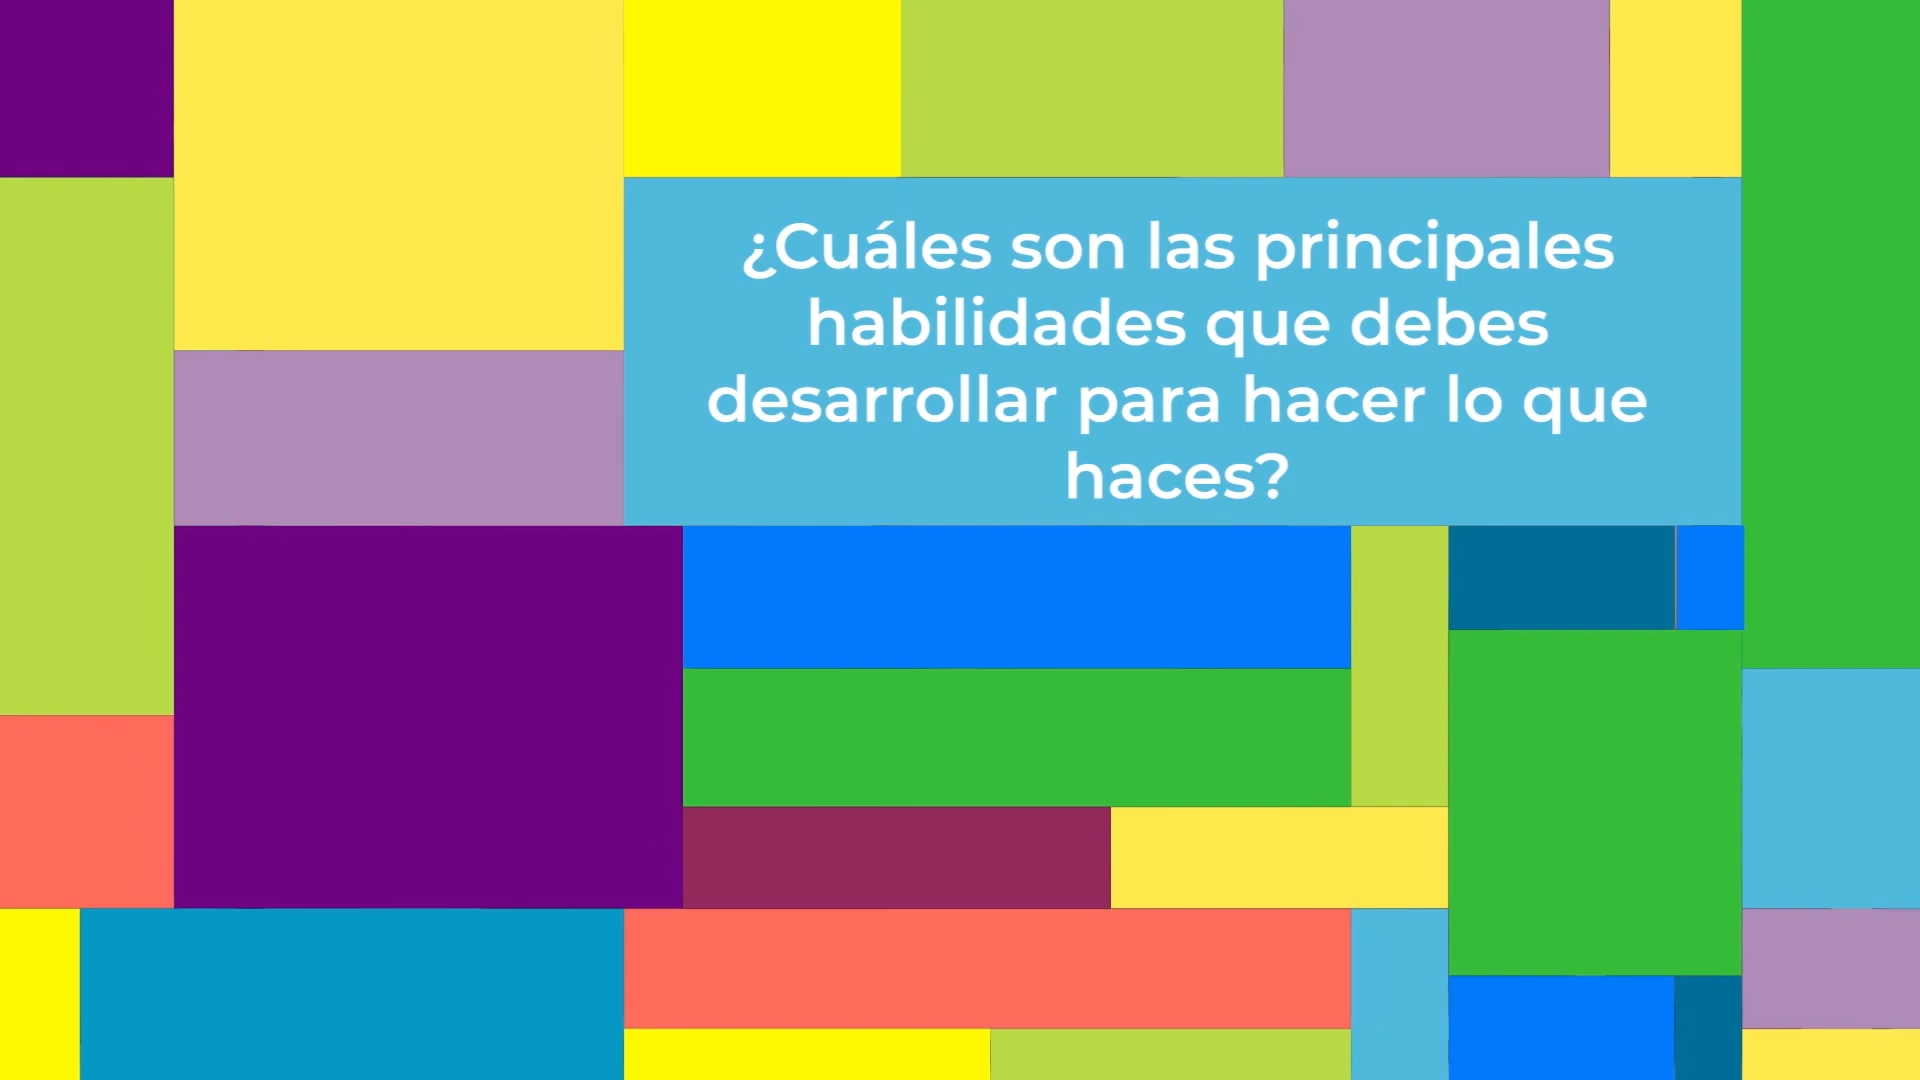 ¿Cuáles son las principales
habilidades que debes
desarrollar para hacer lo que
haces?